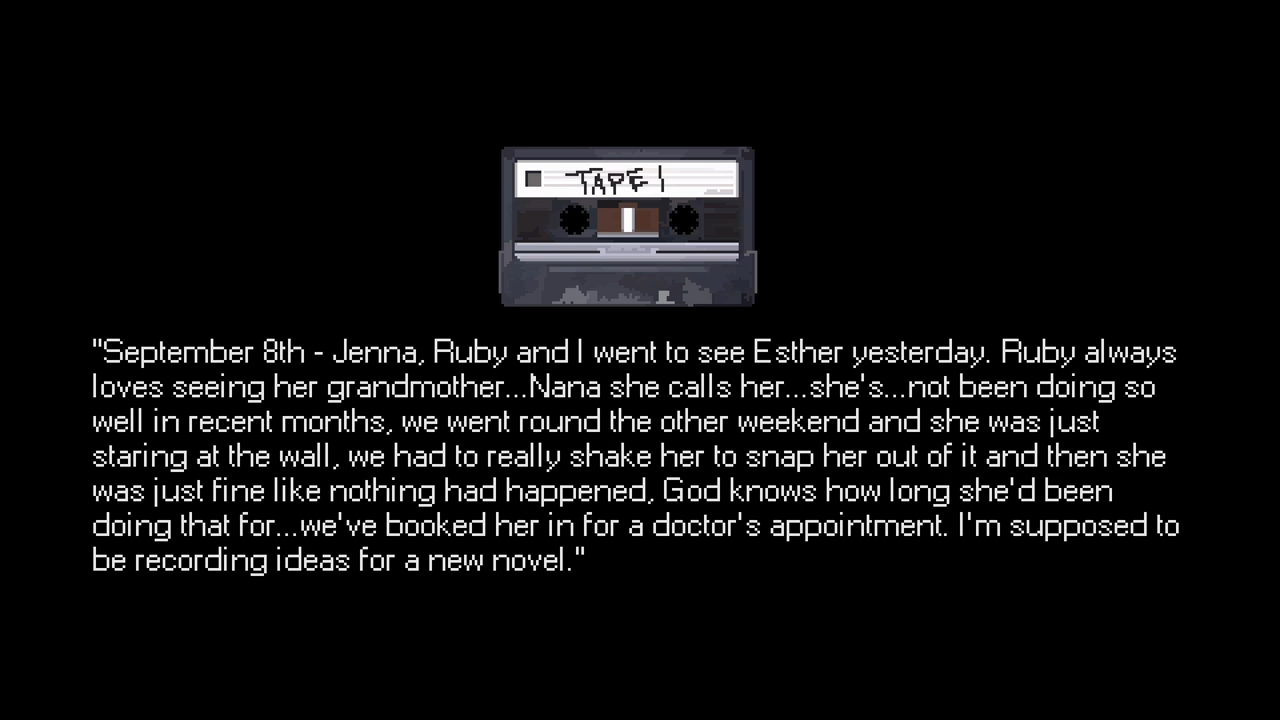 TAPE 1
"September 8th - Jenna, Ruby and I went to see Esther yesterday. Ruby always
loves seeing her grandmother...Nana she calls her...she's...not been doing so
well in recent months, we went round the other weekend and she was just
staring at the wall, we had to really shake her to snap her out of it and then she
was just fine like nothing had happened, God knows how long she'd been
doing that for...we've booked her in for a doctor's appointment. I'm supposed to
be recording ideas for a new novel."